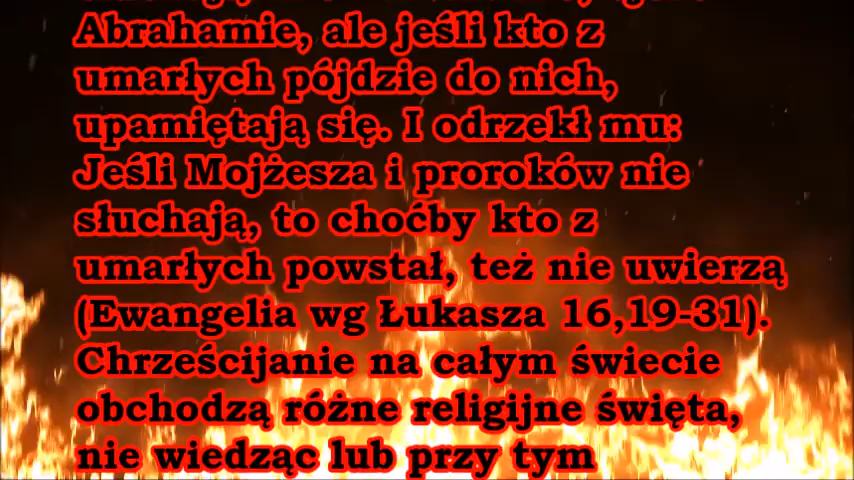 Abrahamie, ale jeśli kto z
umarłych pójdzie do nich,
upamiętają się. I odrzekł mu:
Jeśli Mojżesza i proroków nie
słuchają, to choćby kto z
umarłych powstał, też nie uwierzą
(Ewangelia wg Łukasza 16,19-31).
Chrześcijanie na całym świecie
obchodzą różne religijne święta,
nie wiedząc lub przy tym